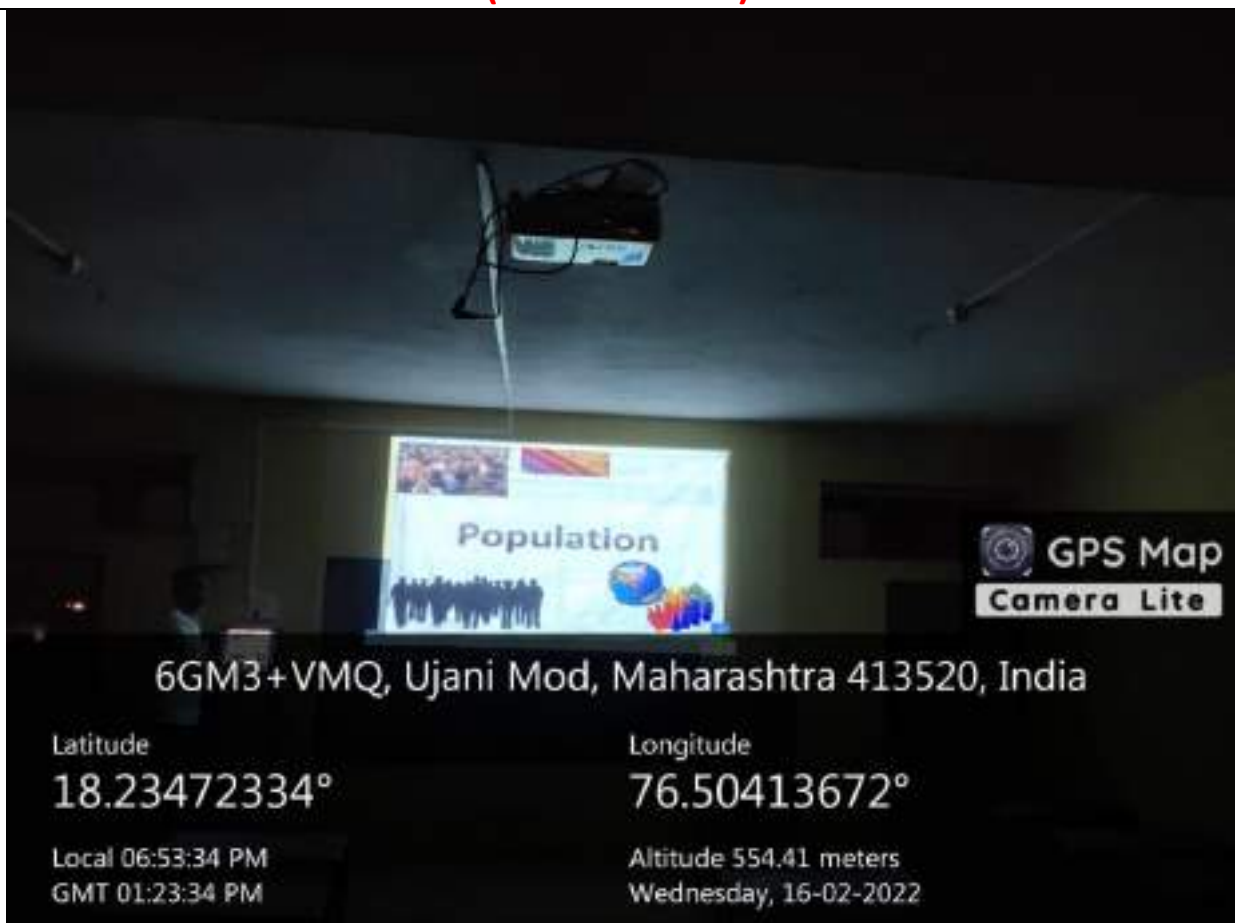 Population
GPS Map
Camera Lite
6GM3+VMQ, Ujani Mod, Maharashtra 413520, India
Latitude
18.23472334°
Longitude
76.50413672°
Local 06:53:34 PM
GMT 01:23:34 PM
Altitude 554.41 meters
Wednesday, 16-02-2022